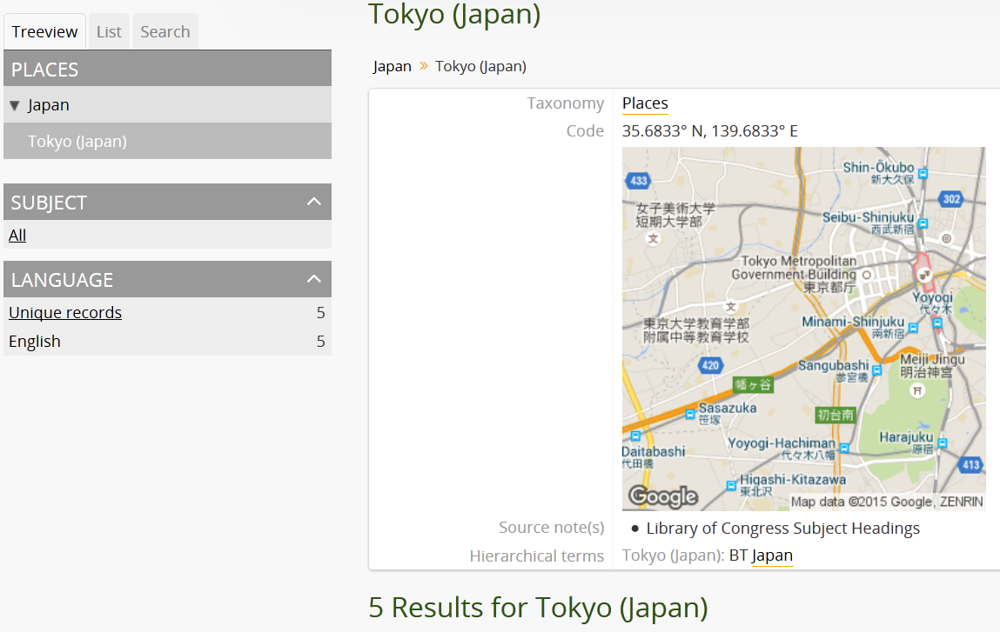 Treeview
List
Search
PLACES
▼ Japan
Tokyo (Japan)
SUBJECT
All
LANGUAGE
Unique records 5
English 5
Tokyo (Japan)
Japan » Tokyo (Japan)
Taxonomy Places
Code 35.6833° N, 139.6833° E
Shin-Ōkubo
新大久保
433
302
女子美術大学
短期大学部
Seibu-Shinjuku
西武新宿
文
Tokyo Metropolitan
Government Building
東京都庁
Yoyogi
代々木
文
東京大学教育学部
附属中等教育学校
Minami-Shinjuku
南新宿
Meiji Jingu
明治神宮
420
Sangubashi
参宮橋
幡ヶ谷
Sasazuka
笹塚
初台南
Daitabashi
代田橋
Yoyogi-Hachiman
代々木八幡
Harajuku
原宿
413
Higashi-Kitazawa
東北沢
Google
Map data ©2015 Google, ZENRIN
Source note(s) • Library of Congress Subject Headings
Hierarchical terms Tokyo (Japan): BT Japan
5 Results for Tokyo (Japan)